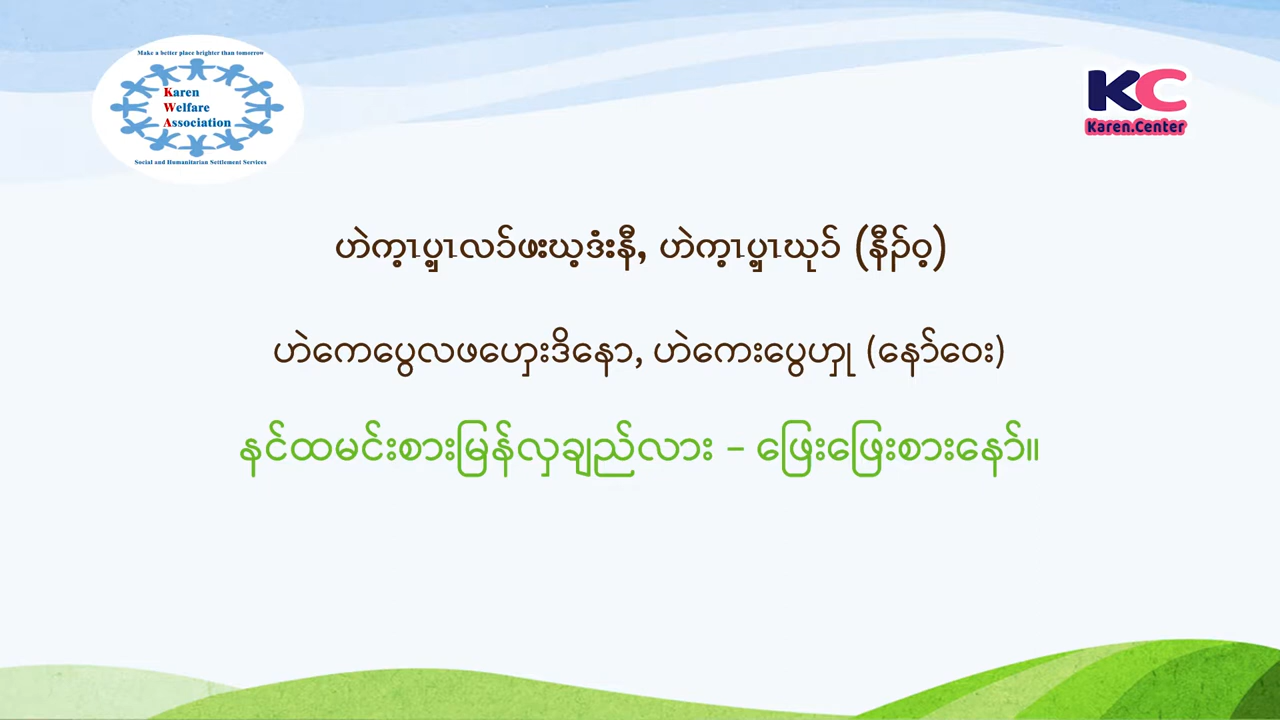 Make a better place brighter than tomorrow
Karen
Welfare
Association
Social and Humanitarian Settlement Services
KC
Karen.Center
ဟဲက့ၤပှ့ၤလၥ်ဖးဃ့ဒံးနီ, ဟဲက့ၤပှ့ၤဃုၥ် (နီၣ်ဝ့)
ဟဲကေပွေလဖဟှေးဒိနော, ဟဲကေးပွေဟှု (နော်ဝေး)
နင်ထမင်းစားမြန်လှချည်လား - ဖြေးဖြေးစားနော်။